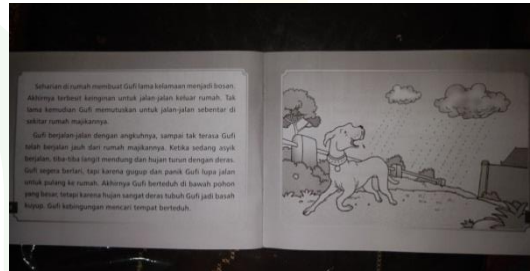 Seharian di rumah membuat Gufi lama kelamaan menjadi bosan.
Akhirnya terbesit keinginan untuk jalan-jalan keluar rumah. Tak
lama kemudian Gufi memutuskan untuk jalan-jalan sebentar di
sekitar rumah majikannya.
Gufi berjalan-jalan dengan angkuhnya, sampai tak terasa Gufi
telah berjalan jauh dari rumah majikannya. Ketika sedang asyik
berjalan, tiba-tiba langit mendung dan hujan turun dengan deras.
Gufi segera berlari, tapi karena gugup dan panik Gufi lupa jalan
untuk pulang ke rumah. Akhirnya Gufi berteduh di bawah pohon
yang besar, tetapi karena hujan sangat deras tubuh Gufi jadi basah
kuyup. Gufi kebingungan mencari tempat berteduh.